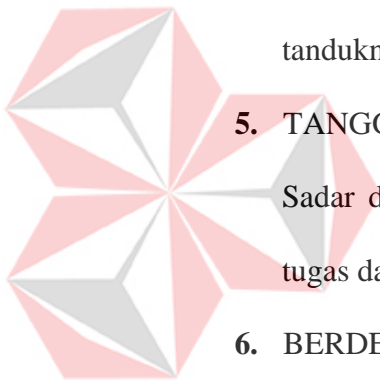 tandukn
5. TANGG
Sadar d
tugas da
6. BERDE